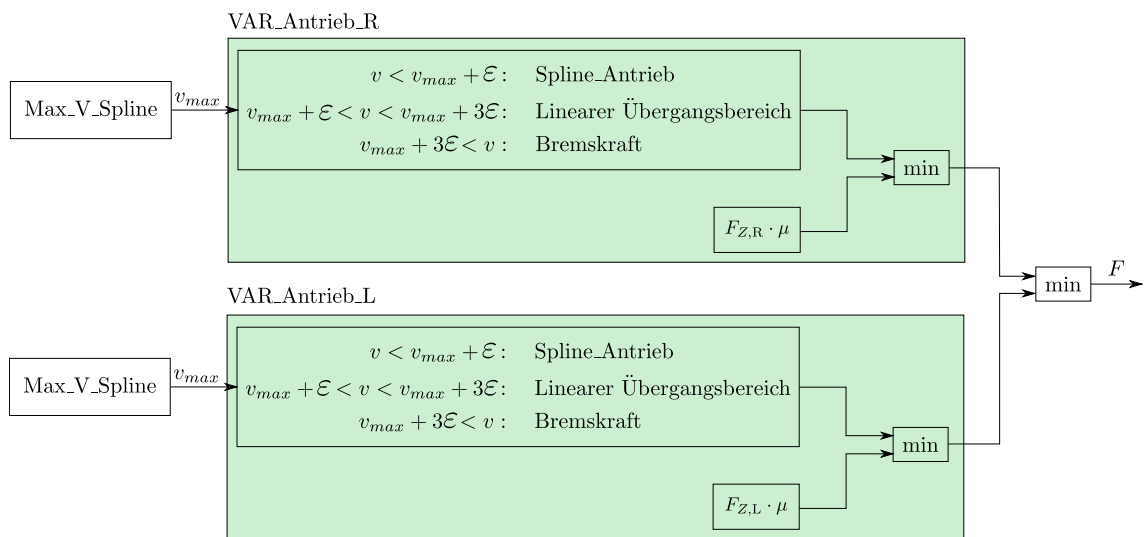 VAR_Antrieb_R
Max_V_Spline
v_max
v < v_max + ε : Spline_Antrieb
v_max + ε < v < v_max + 3ε : Linearer Übergangsbereich
v_max + 3ε < v : Bremskraft
min
F_Z,R · μ
VAR_Antrieb_L
Max_V_Spline
v_max
v < v_max + ε : Spline_Antrieb
v_max + ε < v < v_max + 3ε : Linearer Übergangsbereich
v_max + 3ε < v : Bremskraft
min
F_Z,L · μ
min
F